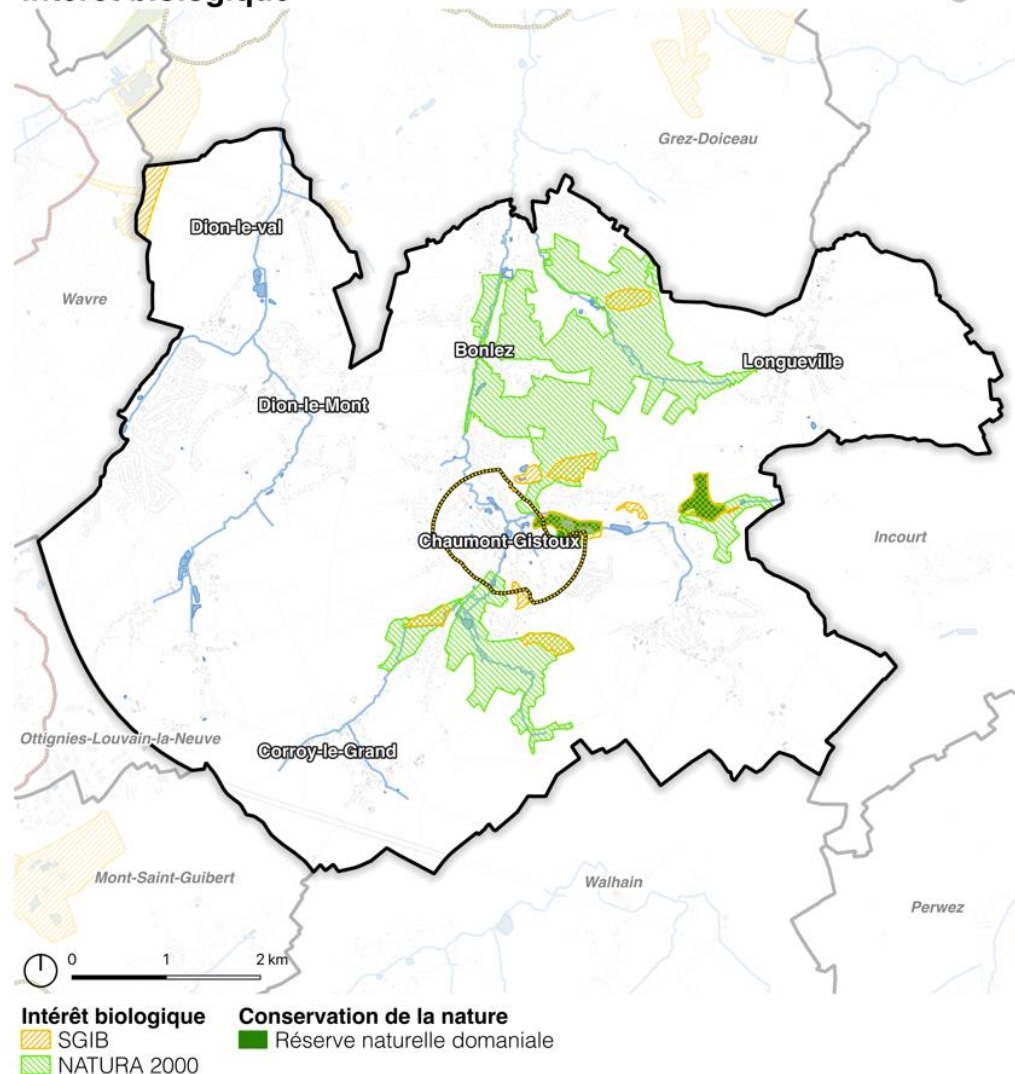 Intérêt biologique
Grez-Doiceau
Dion-le-val
Wavre
Bonlez
Longueville
Dion-le-Mont
Chaumont-Gistoux
Incourt
Ottignies-Louvain-la-Neuve
Corroy-le-Grand
Mont-Saint-Guibert
Walhain
Perwez
0 1 2 km
Intérêt biologique
SGIB
NATURA 2000
Conservation de la nature
Réserve naturelle domaniale